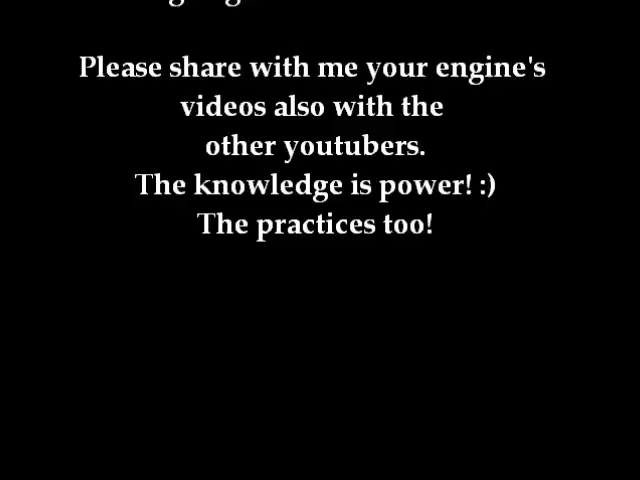 Please share with me your engine's
videos also with the
other youtubers.
The knowledge is power! :)
The practices too!